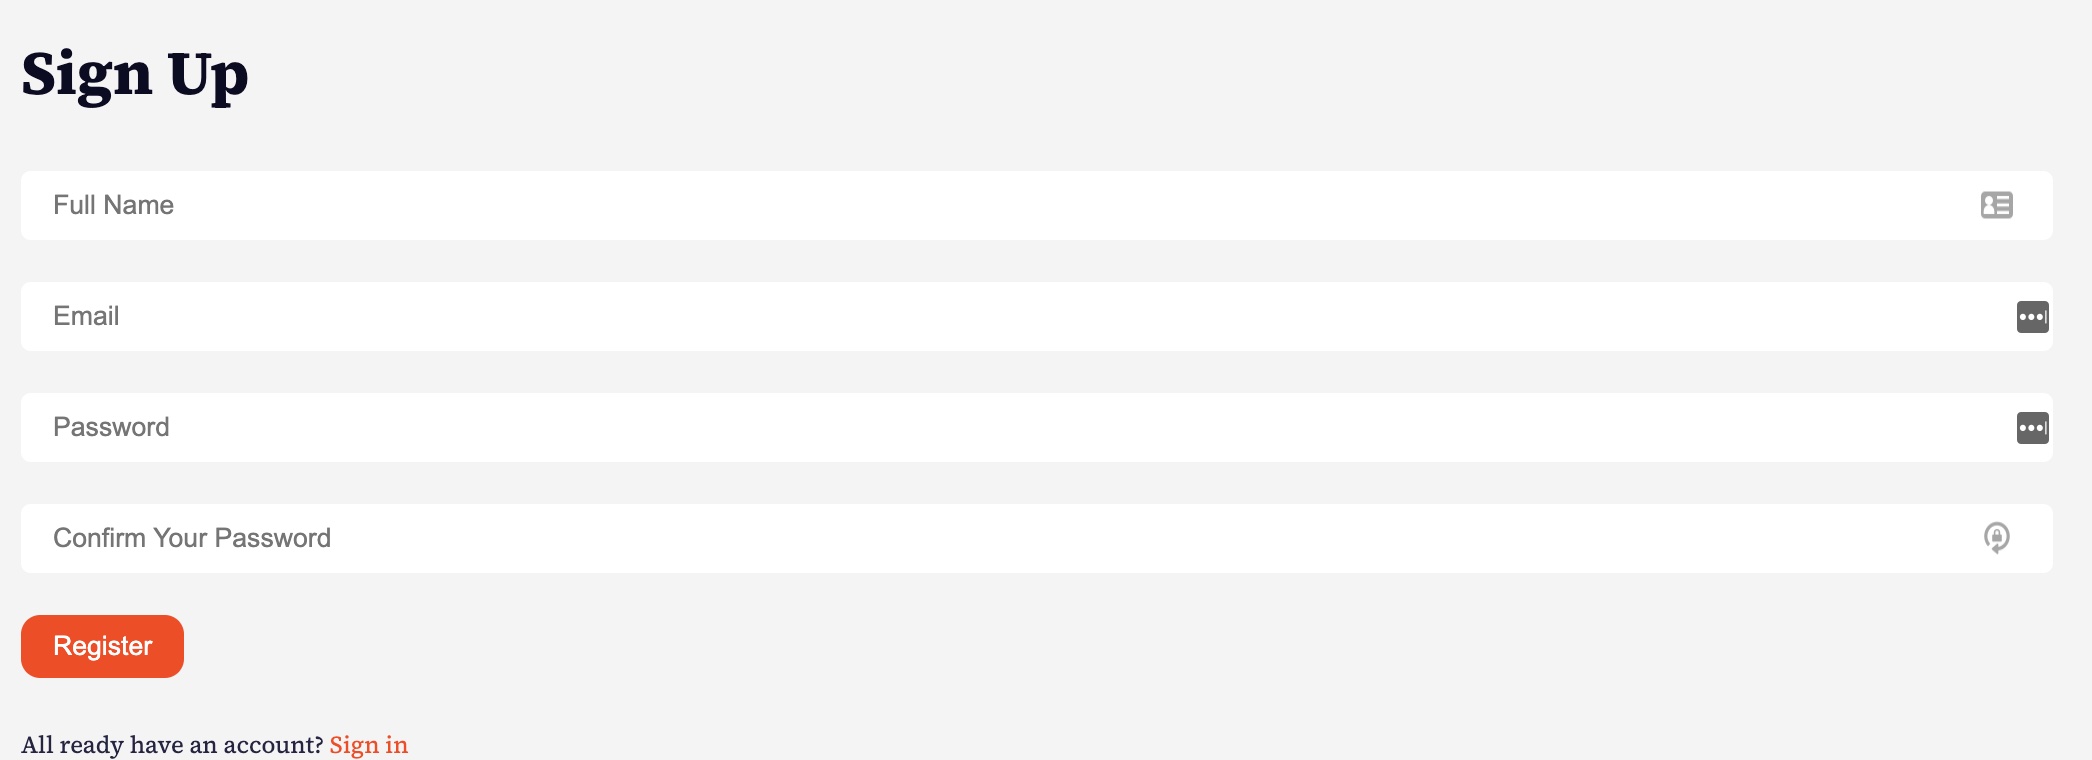 Sign Up
Full Name
Email
Password
Confirm Your Password
Register
All ready have an account? Sign in